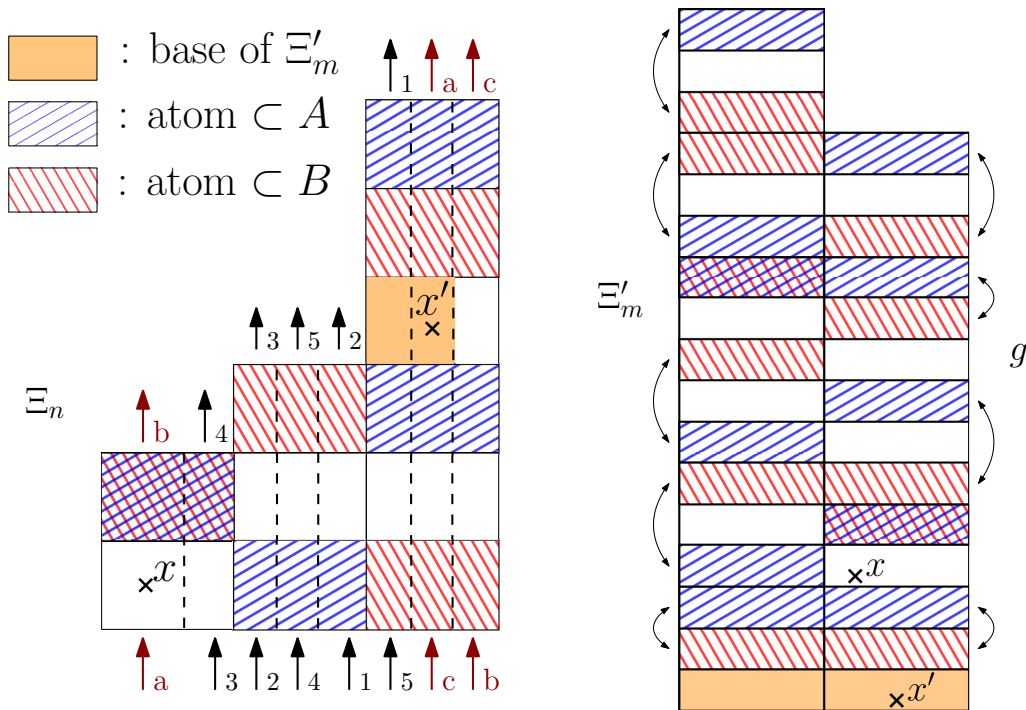 : base of Ξ′ₘ
: atom ⊂ A
: atom ⊂ B
1 a c
x′
3 5 2
Ξₙ
b 4
x
a 3 2 4 1 5 c b
Ξ′ₘ
g
x
x′